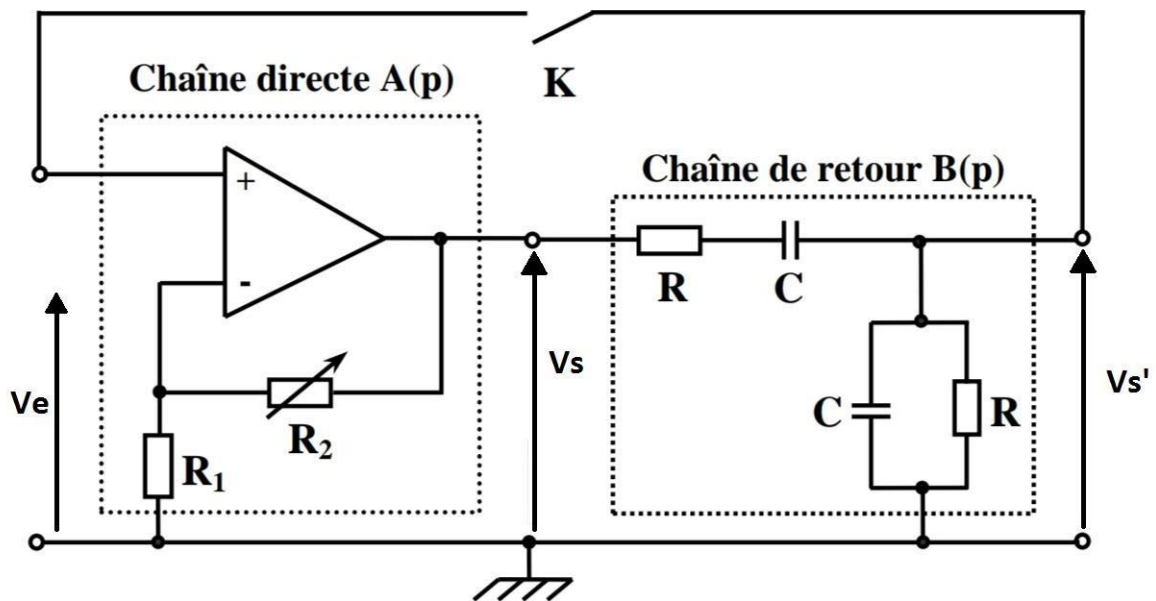 Chaîne directe A(p)
K
Chaîne de retour B(p)
+
-
R
C
Ve
Vs
Vs'
R₂
R₁
C
R